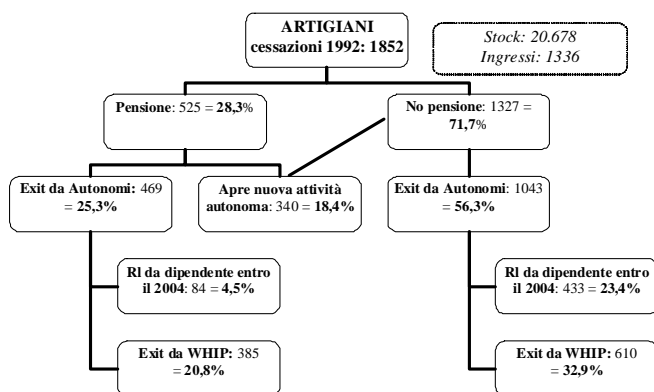 ARTIGIANI
cessazioni 1992: 1852
Stock: 20.678
Ingressi: 1336
Pensione: 525 = 28,3%
No pensione: 1327 =
71,7%
Exit da Autonomi: 469
= 25,3%
Apre nuova attività
autonoma: 340 = 18,4%
Exit da Autonomi: 1043
= 56,3%
Rl da dipendente entro
il 2004: 84 = 4,5%
Rl da dipendente entro
il 2004: 433 = 23,4%
Exit da WHIP: 385
= 20,8%
Exit da WHIP: 610
= 32,9%